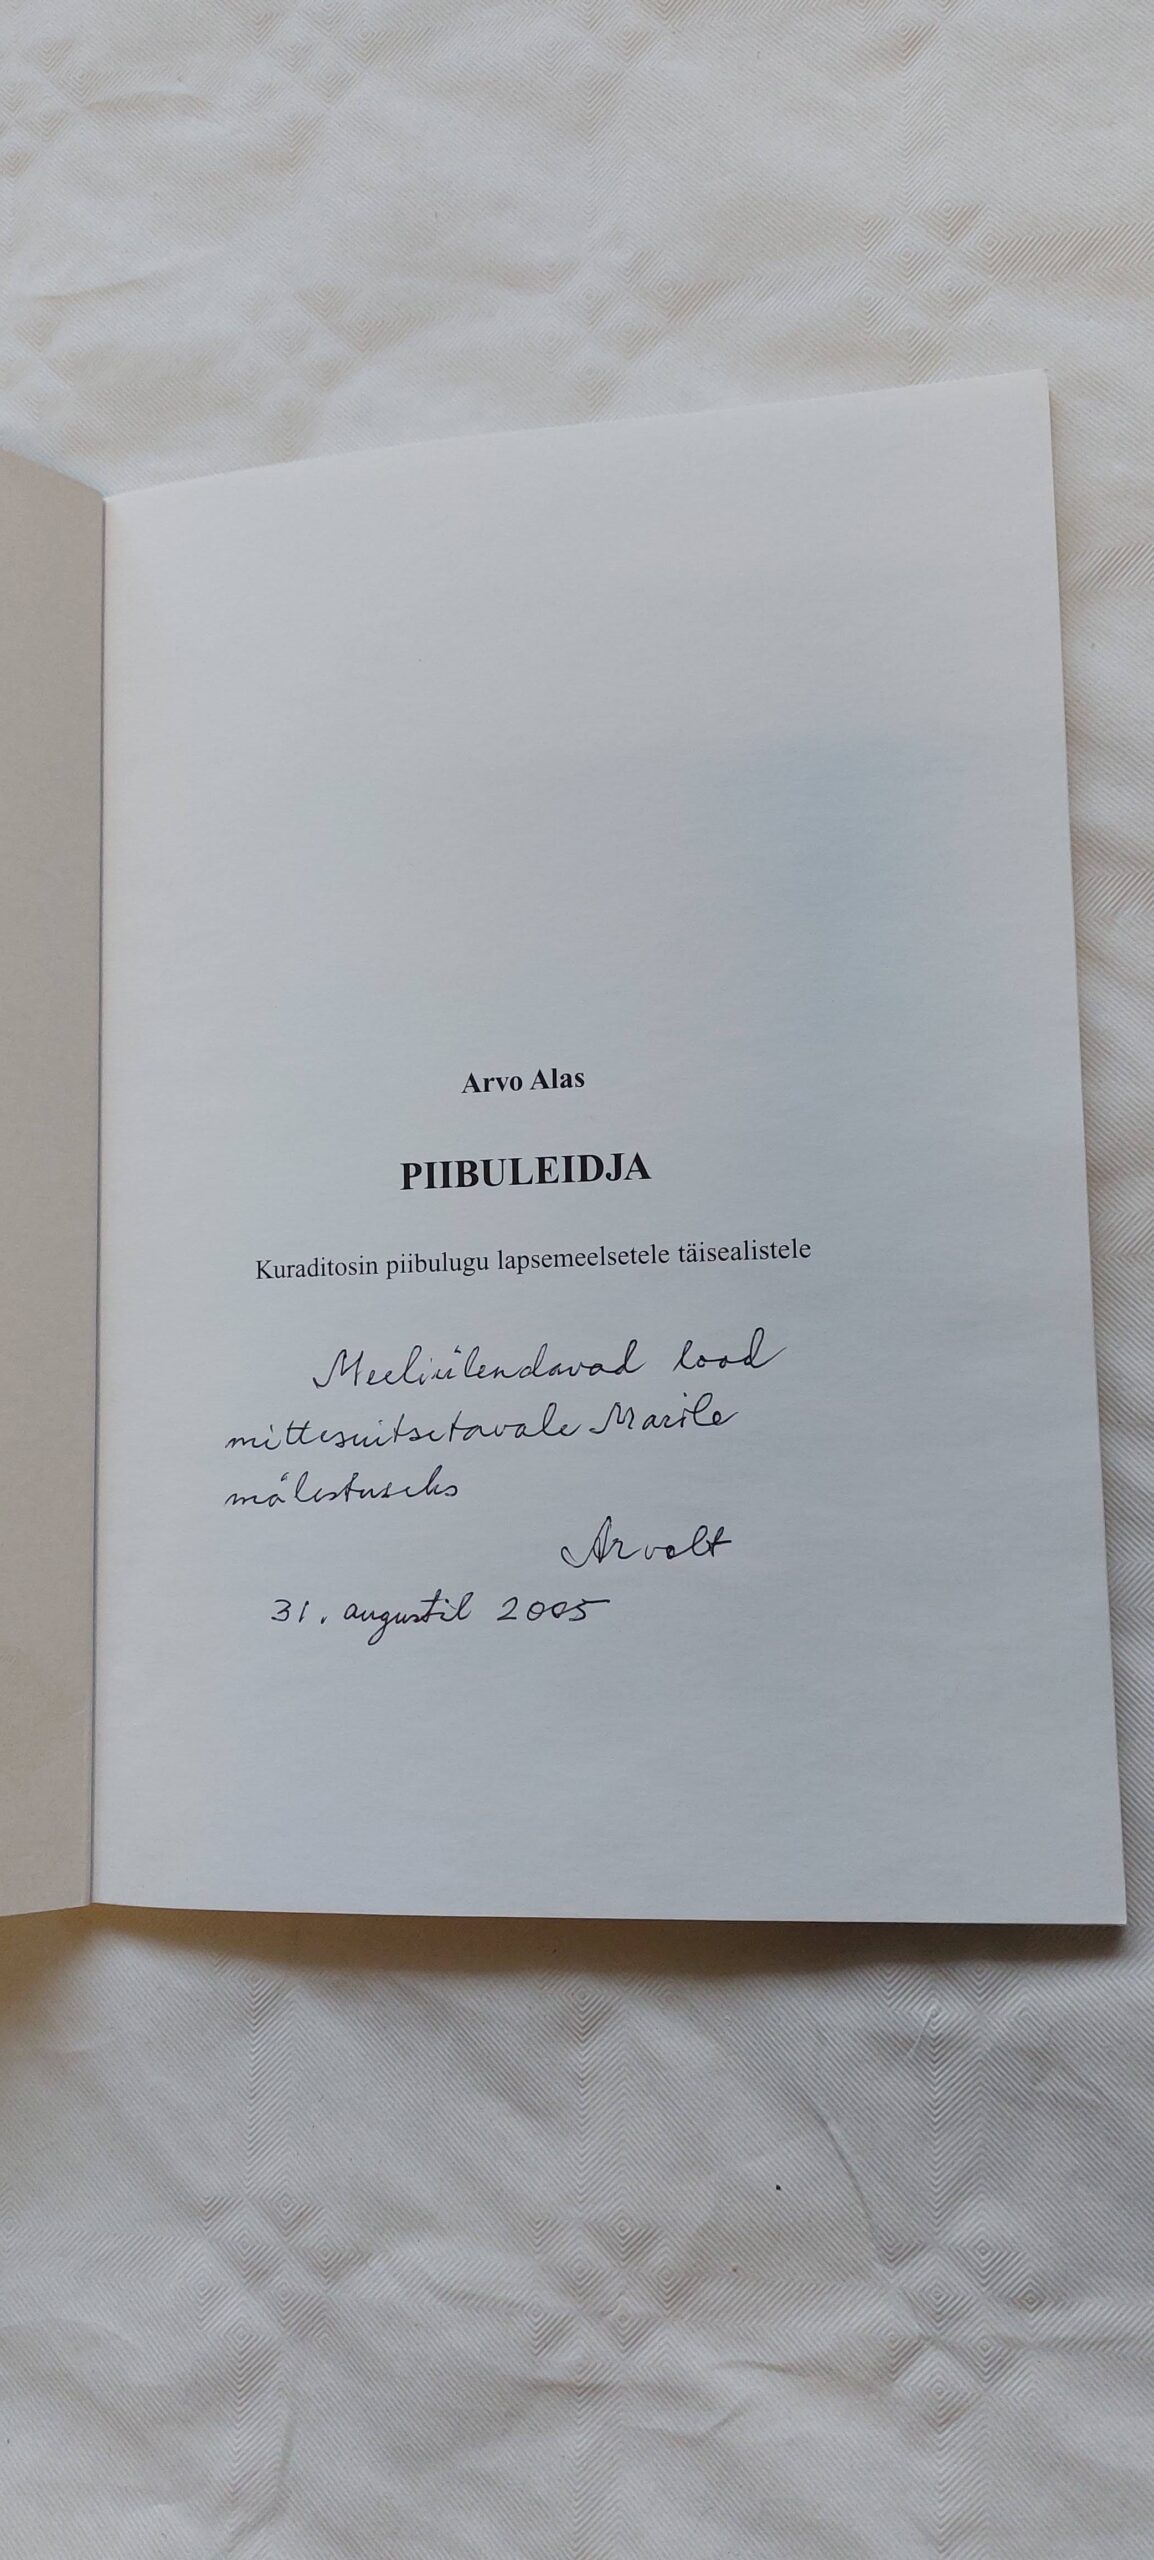 Arvo Alas
PIIBULEIDJA
Kuraditosin piibulugu lapsemeelsetele täisealistele
Meeliülendavad lood
mittesuitsetavale Marile
mälestuseks
Arvolt
31. augustil 2005